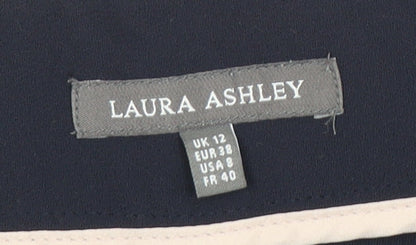 LAURA ASHLEY
UK 12
EUR 38
USA 8
FR 40